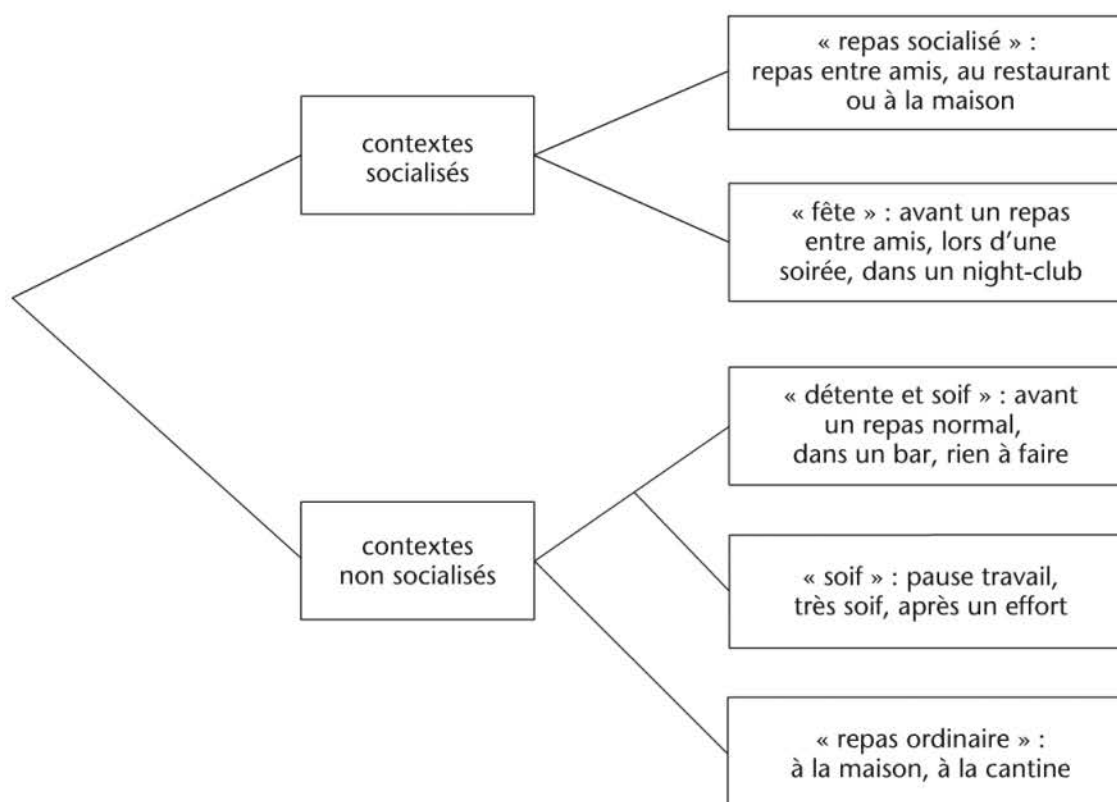 contextes
socialisés
« repas socialisé » :
repas entre amis, au restaurant
ou à la maison
« fête » : avant un repas
entre amis, lors d’une
soirée, dans un night-club
contextes
non socialisés
« détente et soif » : avant
un repas normal,
dans un bar, rien à faire
« soif » : pause travail,
très soif, après un effort
« repas ordinaire » :
à la maison, à la cantine